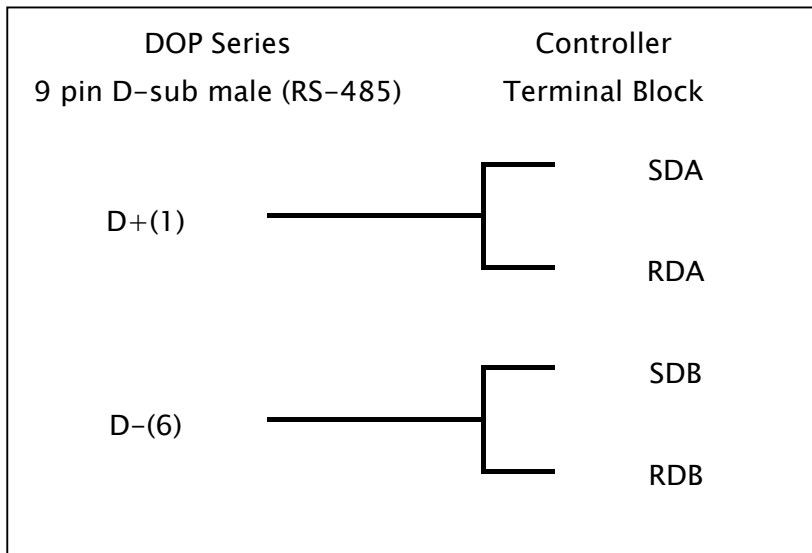 DOP Series Controller
9 pin D-sub male (RS-485) Terminal Block
SDA
D+(1)
RDA
SDB
D-(6)
RDB